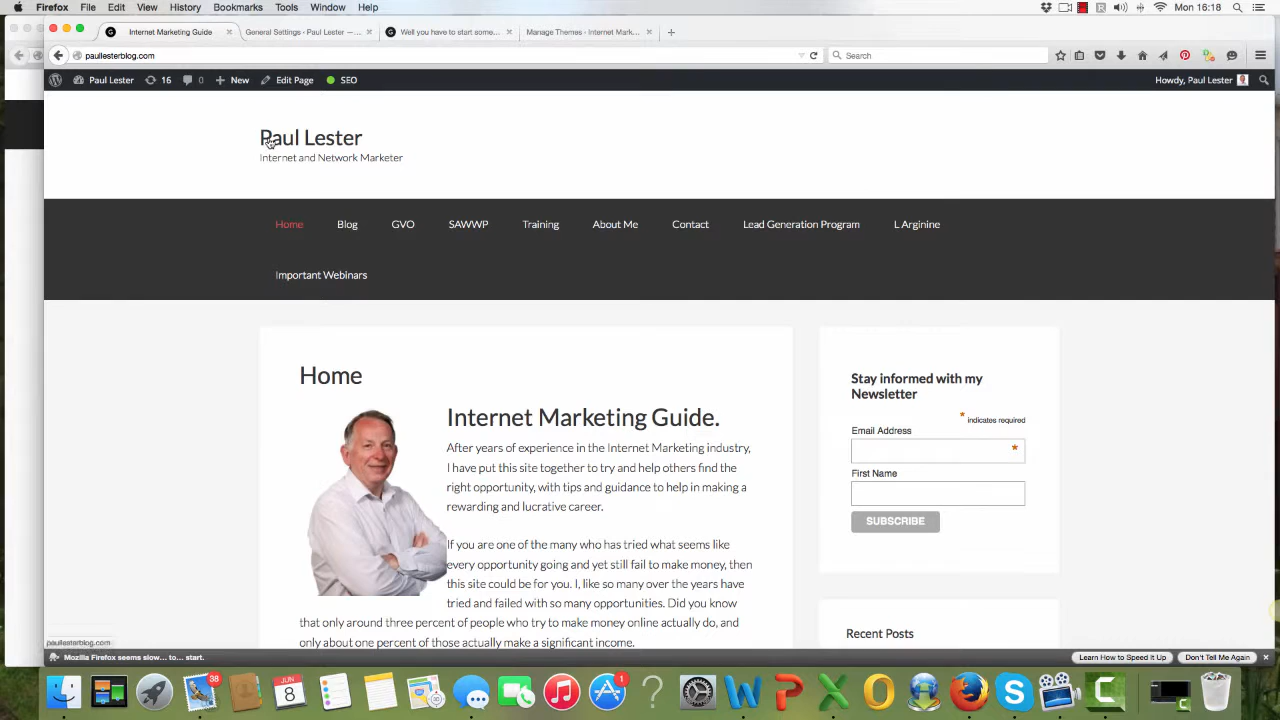 Firefox File Edit View History Bookmarks Tools Window Help Mon 16:18
Internet Marketing Guide General Settings ‹ Paul Lester —... Well you have to start some... Manage Themes ‹ Internet Mark...
paullesterblog.com Search
Paul Lester 16 0 New Edit Page SEO Howdy, Paul Lester
Paul Lester
Internet and Network Marketer
Home Blog GVO SAWWP Training About Me Contact Lead Generation Program L Arginine
Important Webinars
Home
Internet Marketing Guide.
After years of experience in the Internet Marketing industry,
I have put this site together to try and help others find the
right opportunity, with tips and guidance to help in making a
rewarding and lucrative career.
If you are one of the many who has tried what seems like
every opportunity going and yet still fail to make money, then
this site could be for you. I, like so many over the years have
tried and failed with so many opportunities. Did you know
that only around three percent of people who try to make money online actually do, and
only about one percent of those actually make a significant income.
Stay informed with my
Newsletter
* indicates required
Email Address
*
First Name
SUBSCRIBE
Recent Posts
paullesterblog.com
Mozilla Firefox seems slow... to... start. Learn How to Speed It Up Don't Tell Me Again
38
JUN
8
1